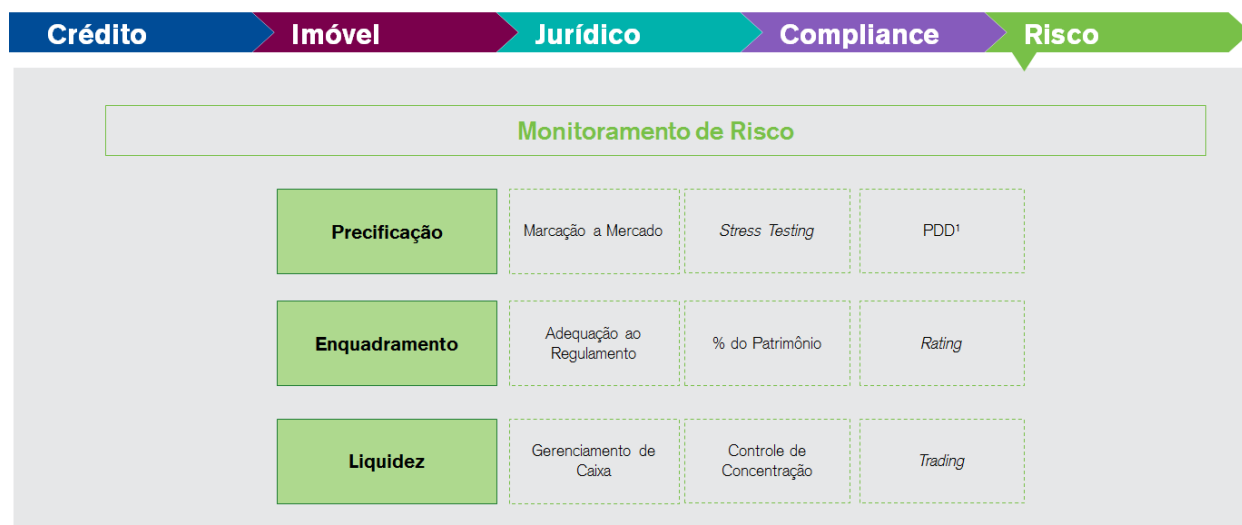 Crédito
Imóvel
Jurídico
Compliance
Risco
Monitoramento de Risco
Precificação
Marcação a Mercado
Stress Testing
PDD¹
Enquadramento
Adequação ao
Regulamento
% do Patrimônio
Rating
Liquidez
Gerenciamento de
Caixa
Controle de
Concentração
Trading